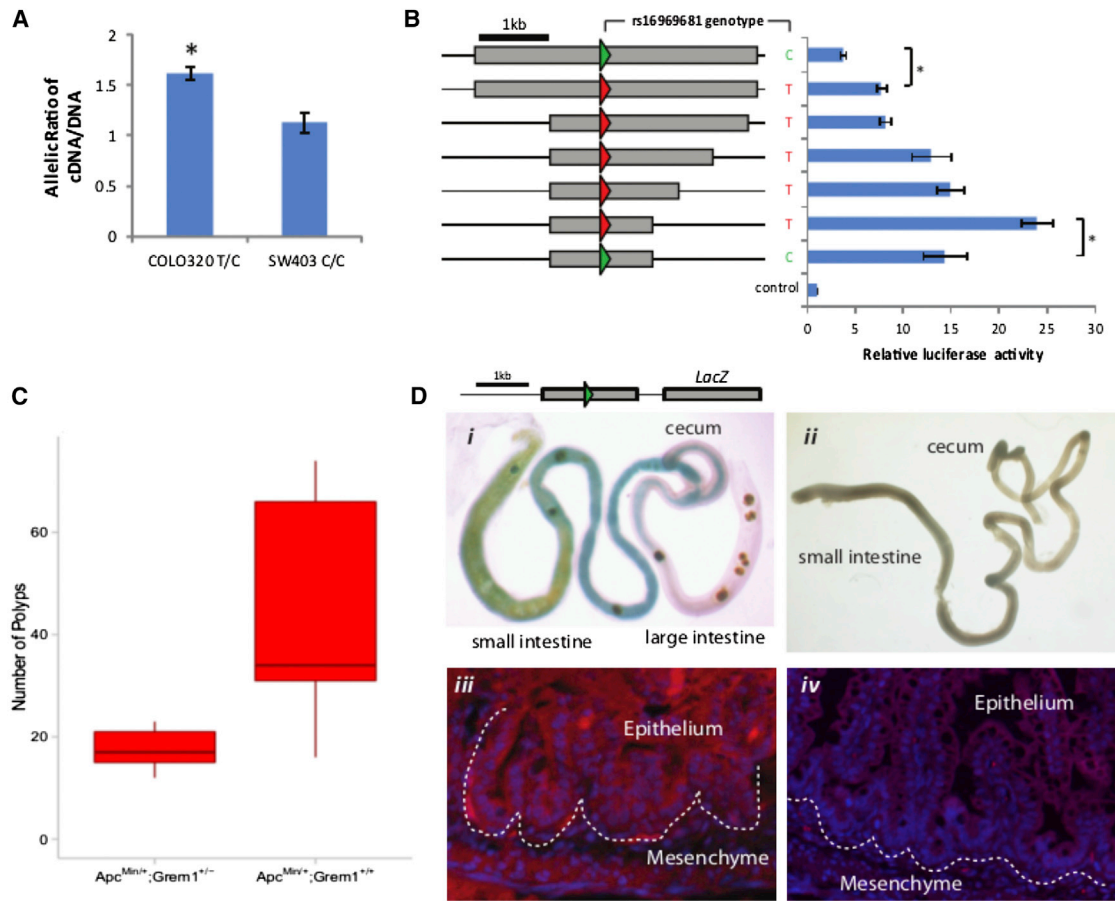 A
Allelic Ratio of
cDNA/DNA
2
1.5
1
0.5
0
*
COLO320 T/C
SW403 C/C
B
1kb
rs16969681 genotype
C
T
T
T
T
T
C
control
*
*
0 5 10 15 20 25 30
Relative luciferase activity
C
Number of Polyps
60
40
20
0
Apc^Min/+;Grem1^+/−
Apc^Min/+;Grem1^+/+
D
1kb
LacZ
i
cecum
small intestine
large intestine
ii
cecum
small intestine
iii
Epithelium
Mesenchyme
iv
Epithelium
Mesenchyme